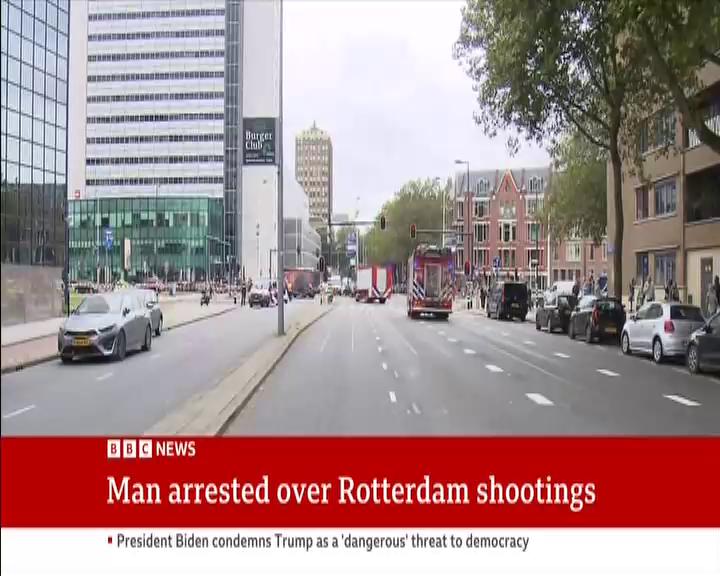 Burger
Club
BBC NEWS
Man arrested over Rotterdam shootings
President Biden condemns Trump as a 'dangerous' threat to democracy